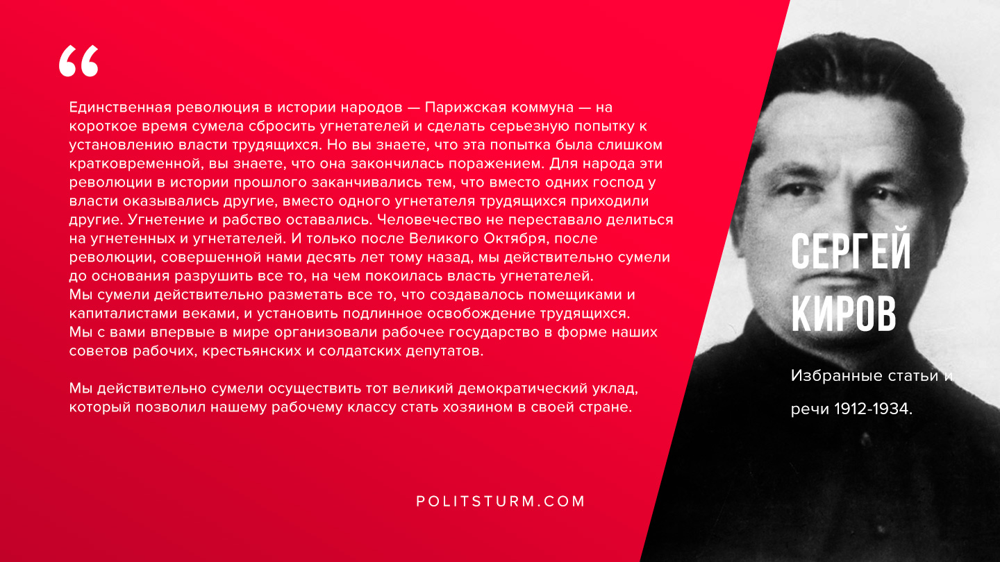 “
Единственная революция в истории народов — Парижская коммуна — на
короткое время сумела сбросить угнетателей и сделать серьезную попытку к
установлению власти трудящихся. Но вы знаете, что эта попытка была слишком
кратковременной, вы знаете, что она закончилась поражением. Для народа эти
революции в истории прошлого заканчивались тем, что вместо одних господ у
власти оказывались другие, вместо одного угнетателя трудящихся приходили
другие. Угнетение и рабство оставались. Человечество не переставало делиться
на угнетенных и угнетателей. И только после Великого Октября, после
революции, совершенной нами десять лет тому назад, мы действительно сумели
до основания разрушить все то, на чем покоилась власть угнетателей.
Мы сумели действительно разметать все то, что создавалось помещиками и
капиталистами веками, и установить подлинное освобождение трудящихся.
Мы с вами впервые в мире организовали рабочее государство в форме наших
советов рабочих, крестьянских и солдатских депутатов.
Мы действительно сумели осуществить тот великий демократический уклад,
который позволил нашему рабочему классу стать хозяином в своей стране.
POLITSTURM.COM
СЕРГЕЙ
КИРОВ
Избранные статьи и
речи 1912-1934.